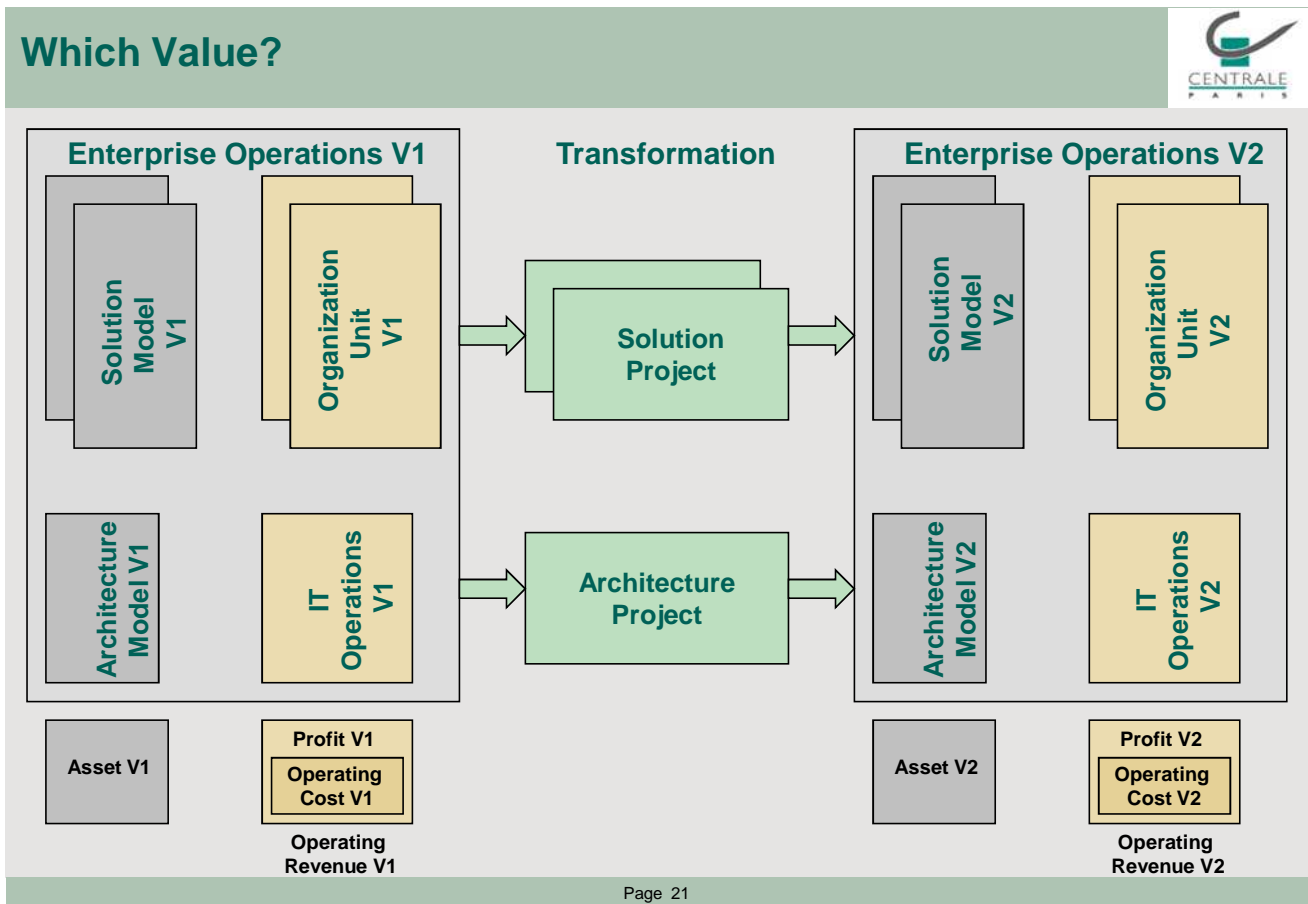 Which Value?
CENTRALE
PARIS
Enterprise Operations V1
Transformation
Enterprise Operations V2
Solution
Model
V1
Organization
Unit
V1
Solution
Project
Solution
Model
V2
Organization
Unit
V2
Architecture
Model V1
IT
Operations
V1
Architecture
Project
Architecture
Model V2
IT
Operations
V2
Asset V1
Profit V1
Operating
Cost V1
Operating
Revenue V1
Asset V2
Profit V2
Operating
Cost V2
Operating
Revenue V2
Page 21